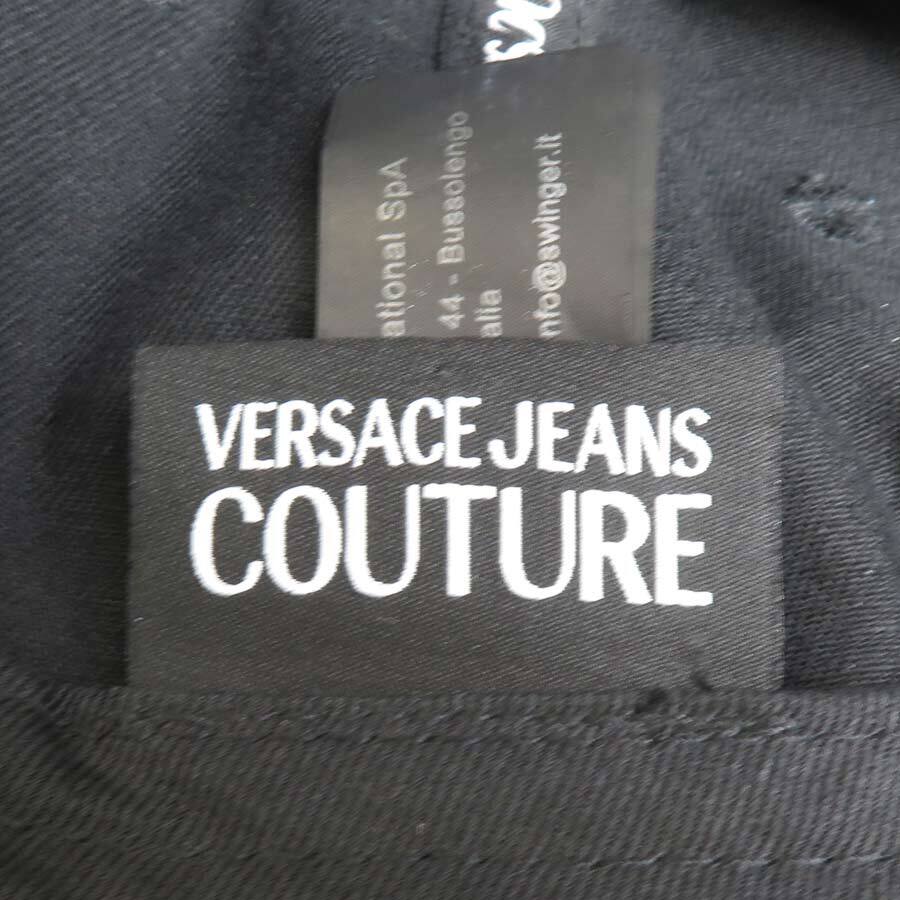 VERSACE JEANS
COUTURE
ational SpA
44 - Bussolengo
alia
nfo@swinger.it